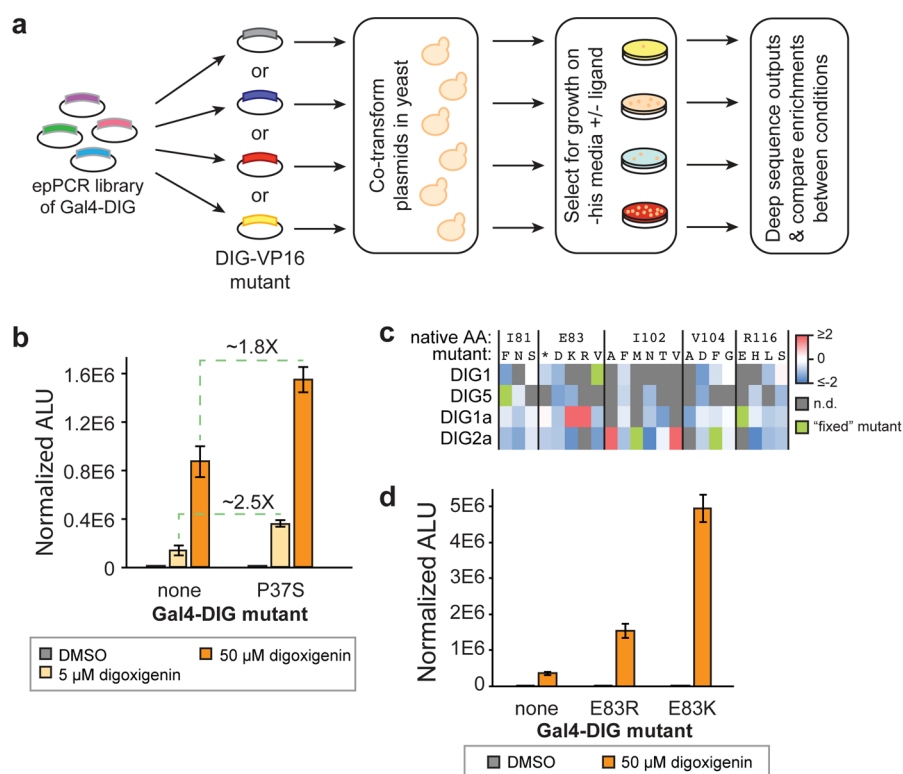 a
epPCR library
of Gal4-DIG
or
or
or
DIG-VP16
mutant
Co-transform
plasmids in yeast
Select for growth on
-his media +/- ligand
Deep sequence outputs
& compare enrichments
between conditions
b
Normalized ALU
1.6E6
1.2E6
0.8E6
0.4E6
0
~1.8X
~2.5X
none P37S
Gal4-DIG mutant
DMSO 50 µM digoxigenin
5 µM digoxigenin
c
native AA: I81 E83 I102 V104 R116
mutant: F N S * D K R V A F M N T V A D F G E H L S
DIG1
DIG5
DIG1a
DIG2a
≥2
0
≤-2
n.d.
“fixed” mutant
d
Normalized ALU
5E6
4E6
3E6
2E6
1E6
0
none E83R E83K
Gal4-DIG mutant
DMSO 50 µM digoxigenin